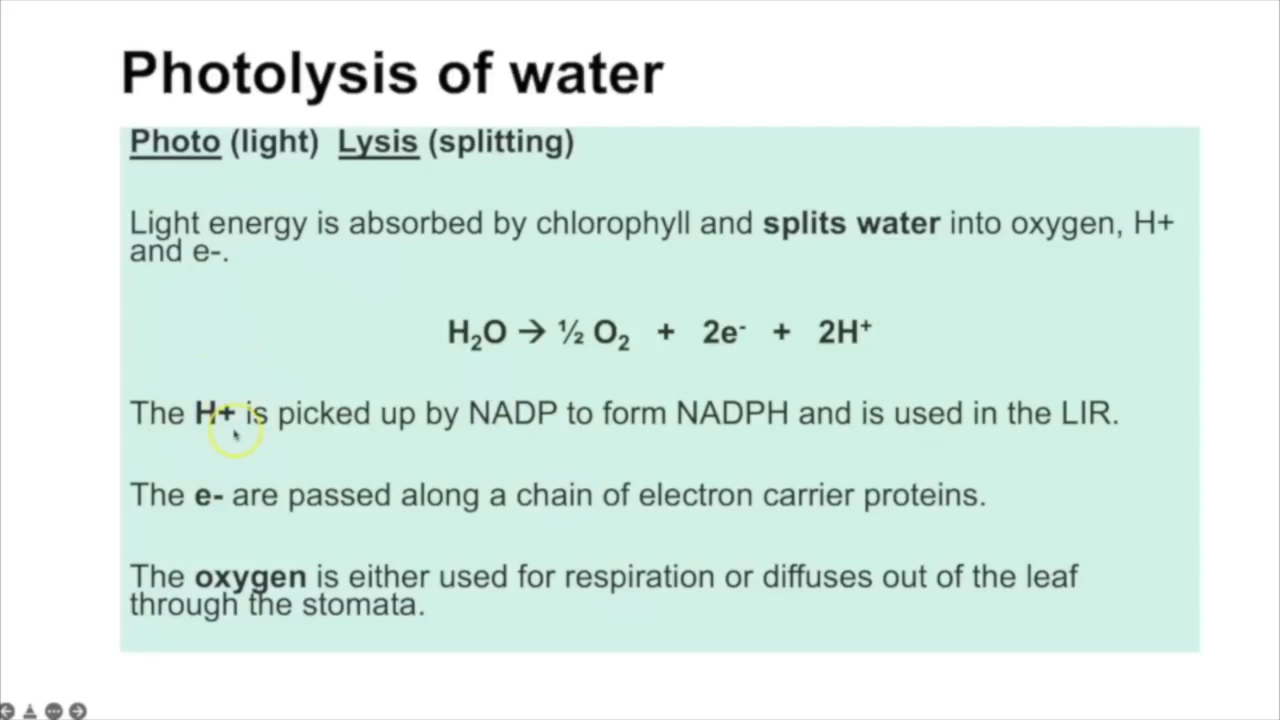 Photolysis of water
Photo (light) Lysis (splitting)
Light energy is absorbed by chlorophyll and splits water into oxygen, H+
and e-.
H₂O → ½ O₂ + 2e⁻ + 2H⁺
The H+ is picked up by NADP to form NADPH and is used in the LIR.
The e- are passed along a chain of electron carrier proteins.
The oxygen is either used for respiration or diffuses out of the leaf
through the stomata.